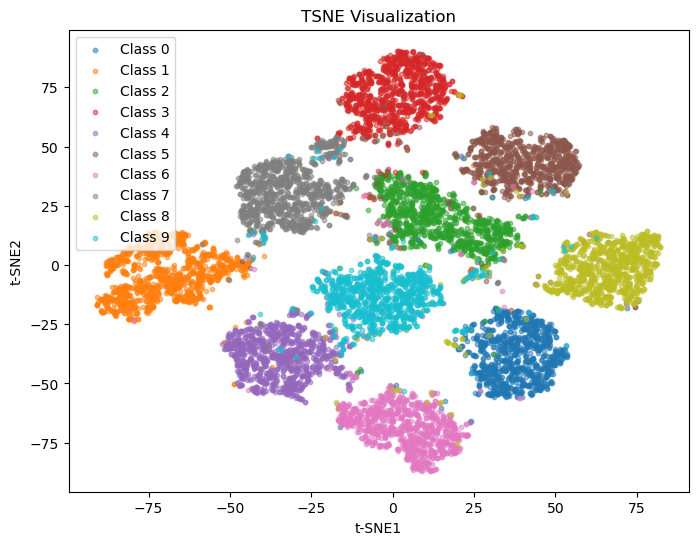 TSNE Visualization
Class 0
Class 1
Class 2
Class 3
Class 4
Class 5
Class 6
Class 7
Class 8
Class 9
75
50
25
0
−25
−50
−75
t-SNE2
−75
−50
−25
0
25
50
75
t-SNE1